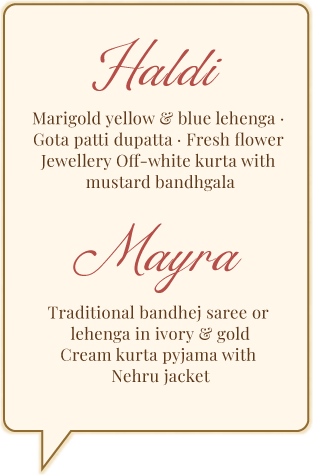 Haldi
Marigold yellow & blue lehenga ·
Gota patti dupatta · Fresh flower
Jewellery Off-white kurta with
mustard bandhgala
Mayra
Traditional bandhej saree or
lehenga in ivory & gold
Cream kurta pyjama with
Nehru jacket